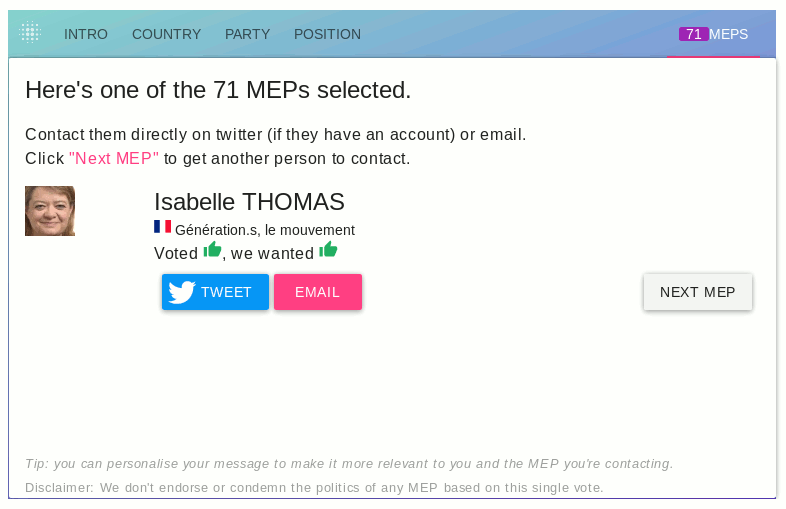 INTRO COUNTRY PARTY POSITION 71 MEPS
Here's one of the 71 MEPs selected.
Contact them directly on twitter (if they have an account) or email.
Click "Next MEP" to get another person to contact.
Isabelle THOMAS
Génération.s, le mouvement
Voted , we wanted
TWEET EMAIL NEXT MEP
Tip: you can personalise your message to make it more relevant to you and the MEP you're contacting.
Disclaimer: We don't endorse or condemn the politics of any MEP based on this single vote.